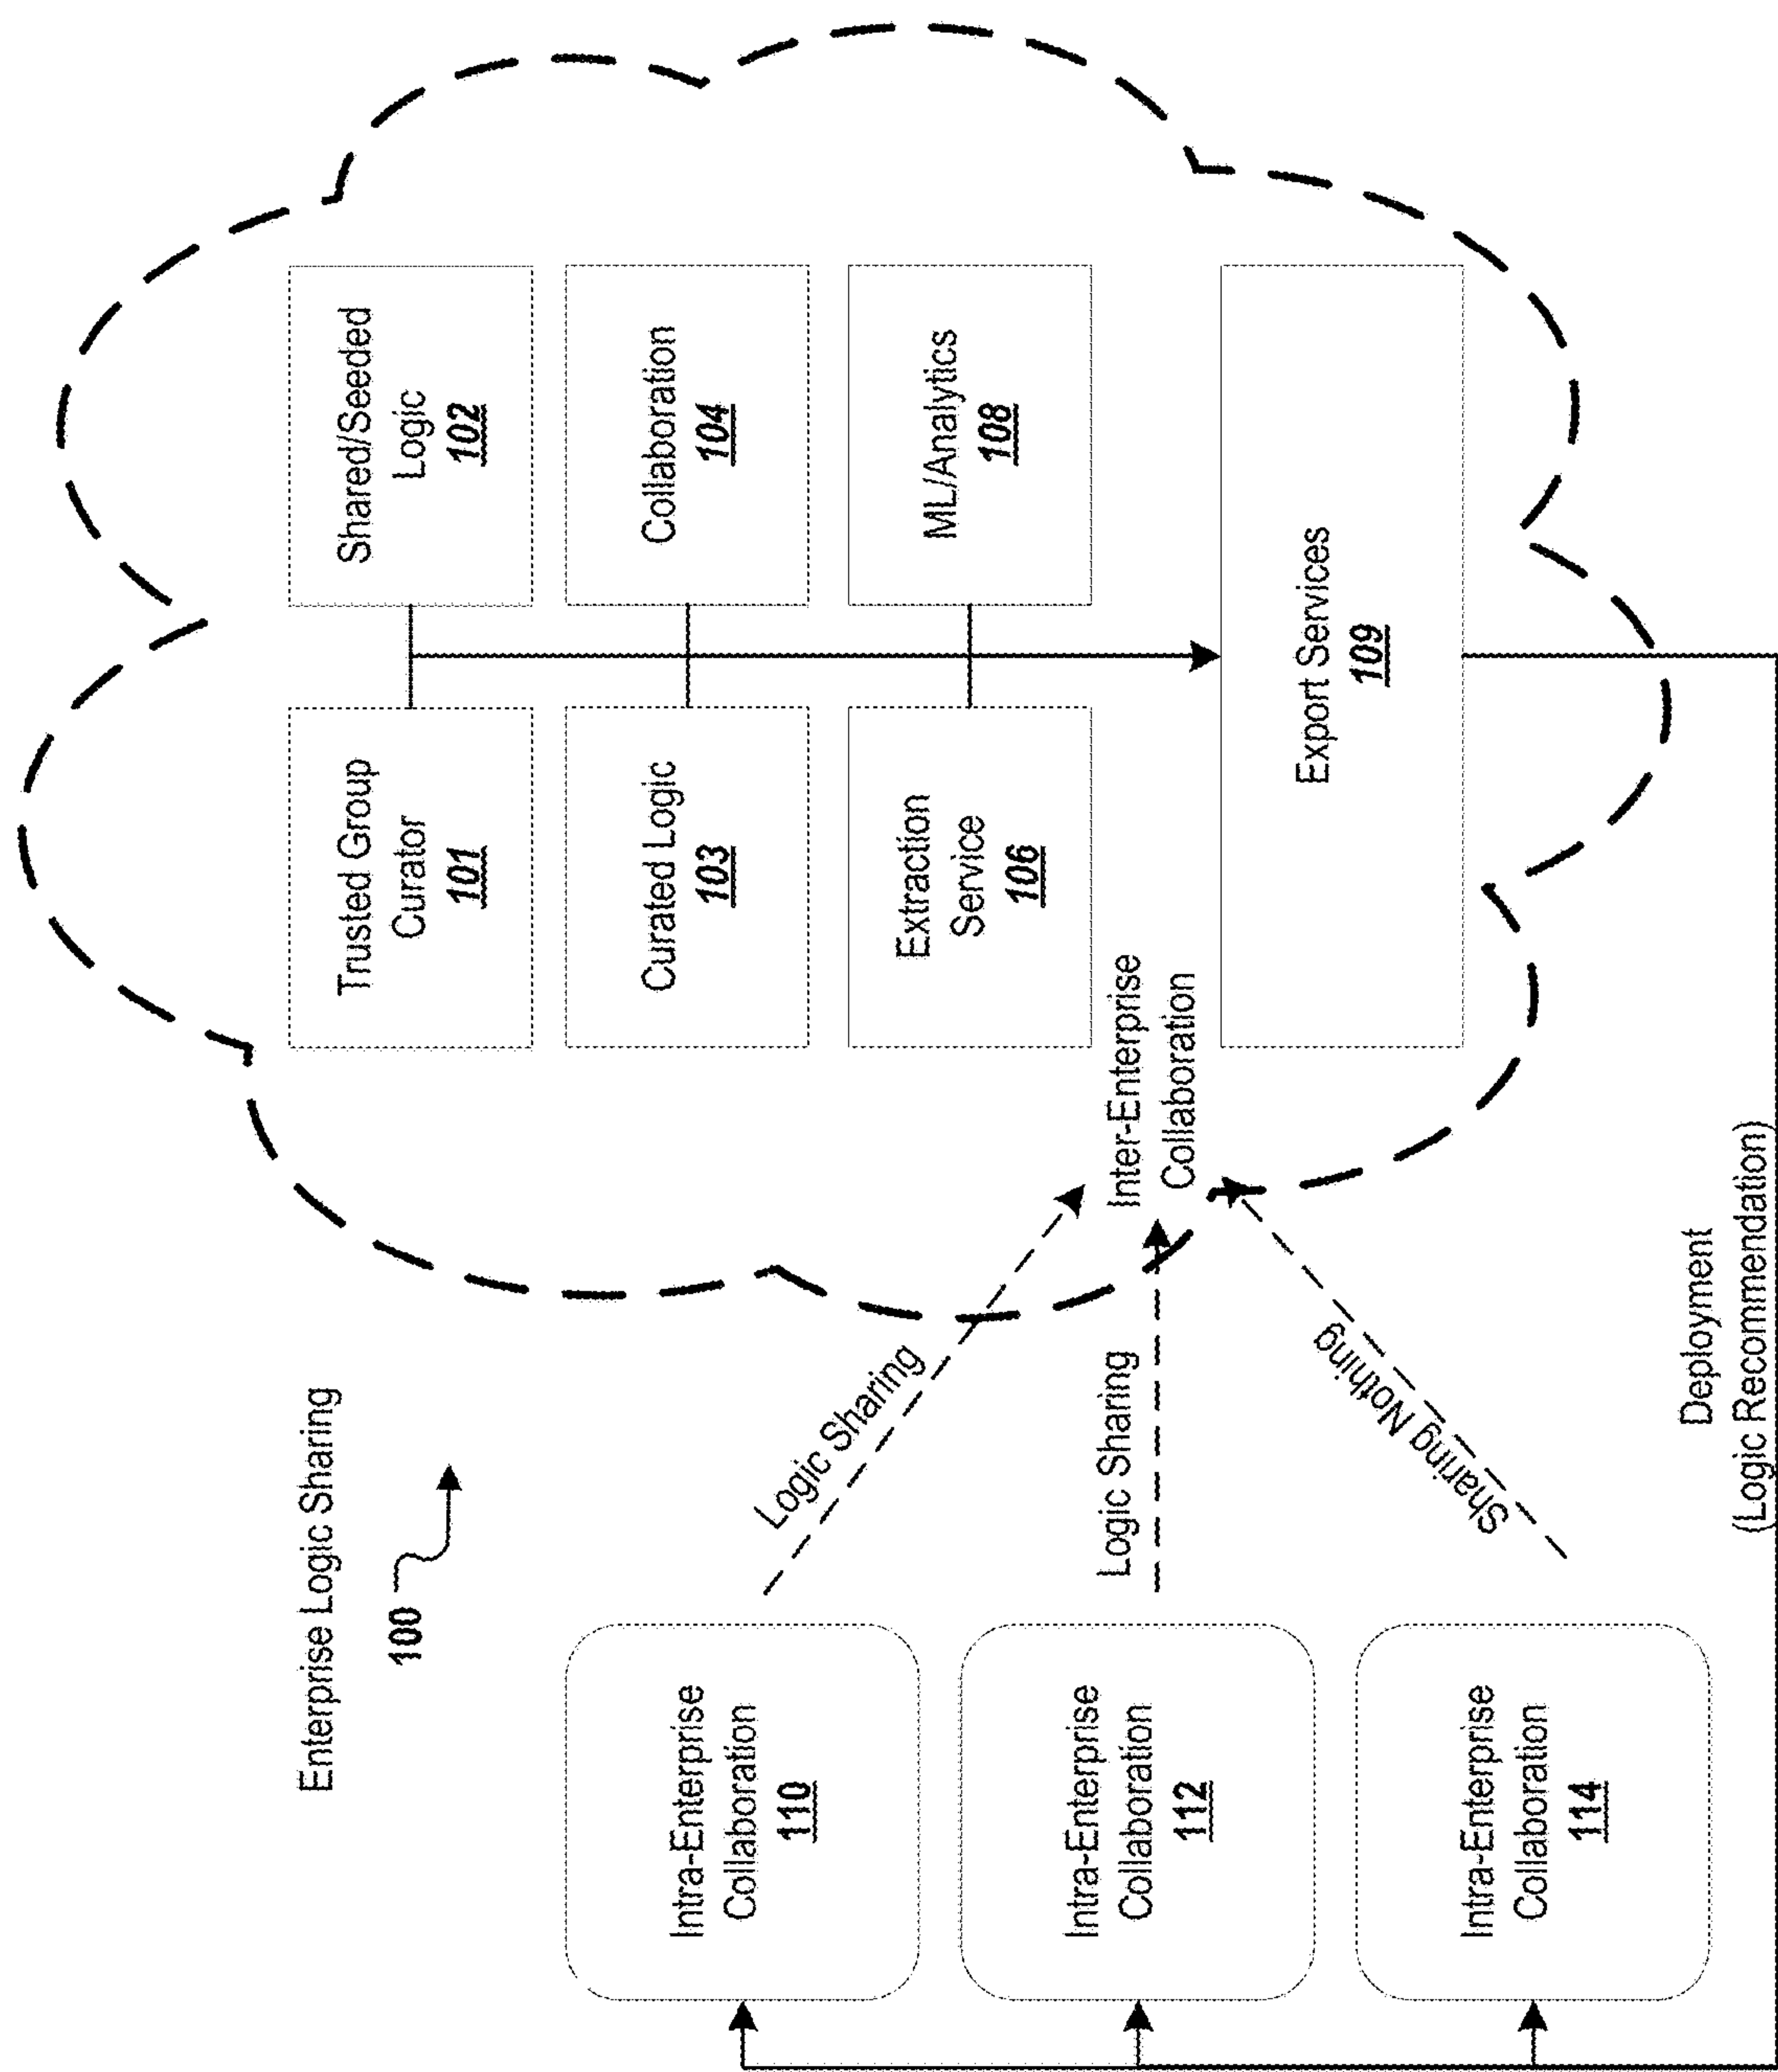 Enterprise Logic Sharing
100
Intra-Enterprise
Collaboration
110
Intra-Enterprise
Collaboration
112
Intra-Enterprise
Collaboration
114
Logic Sharing
Logic Sharing
Sharing Nothing
Inter-Enterprise
Collaboration
Trusted Group
Curator
101
Shared/Seeded
Logic
102
Curated Logic
103
Collaboration
104
Extraction
Service
106
ML/Analytics
108
Export Services
109
Deployment
(Logic Recommendation)